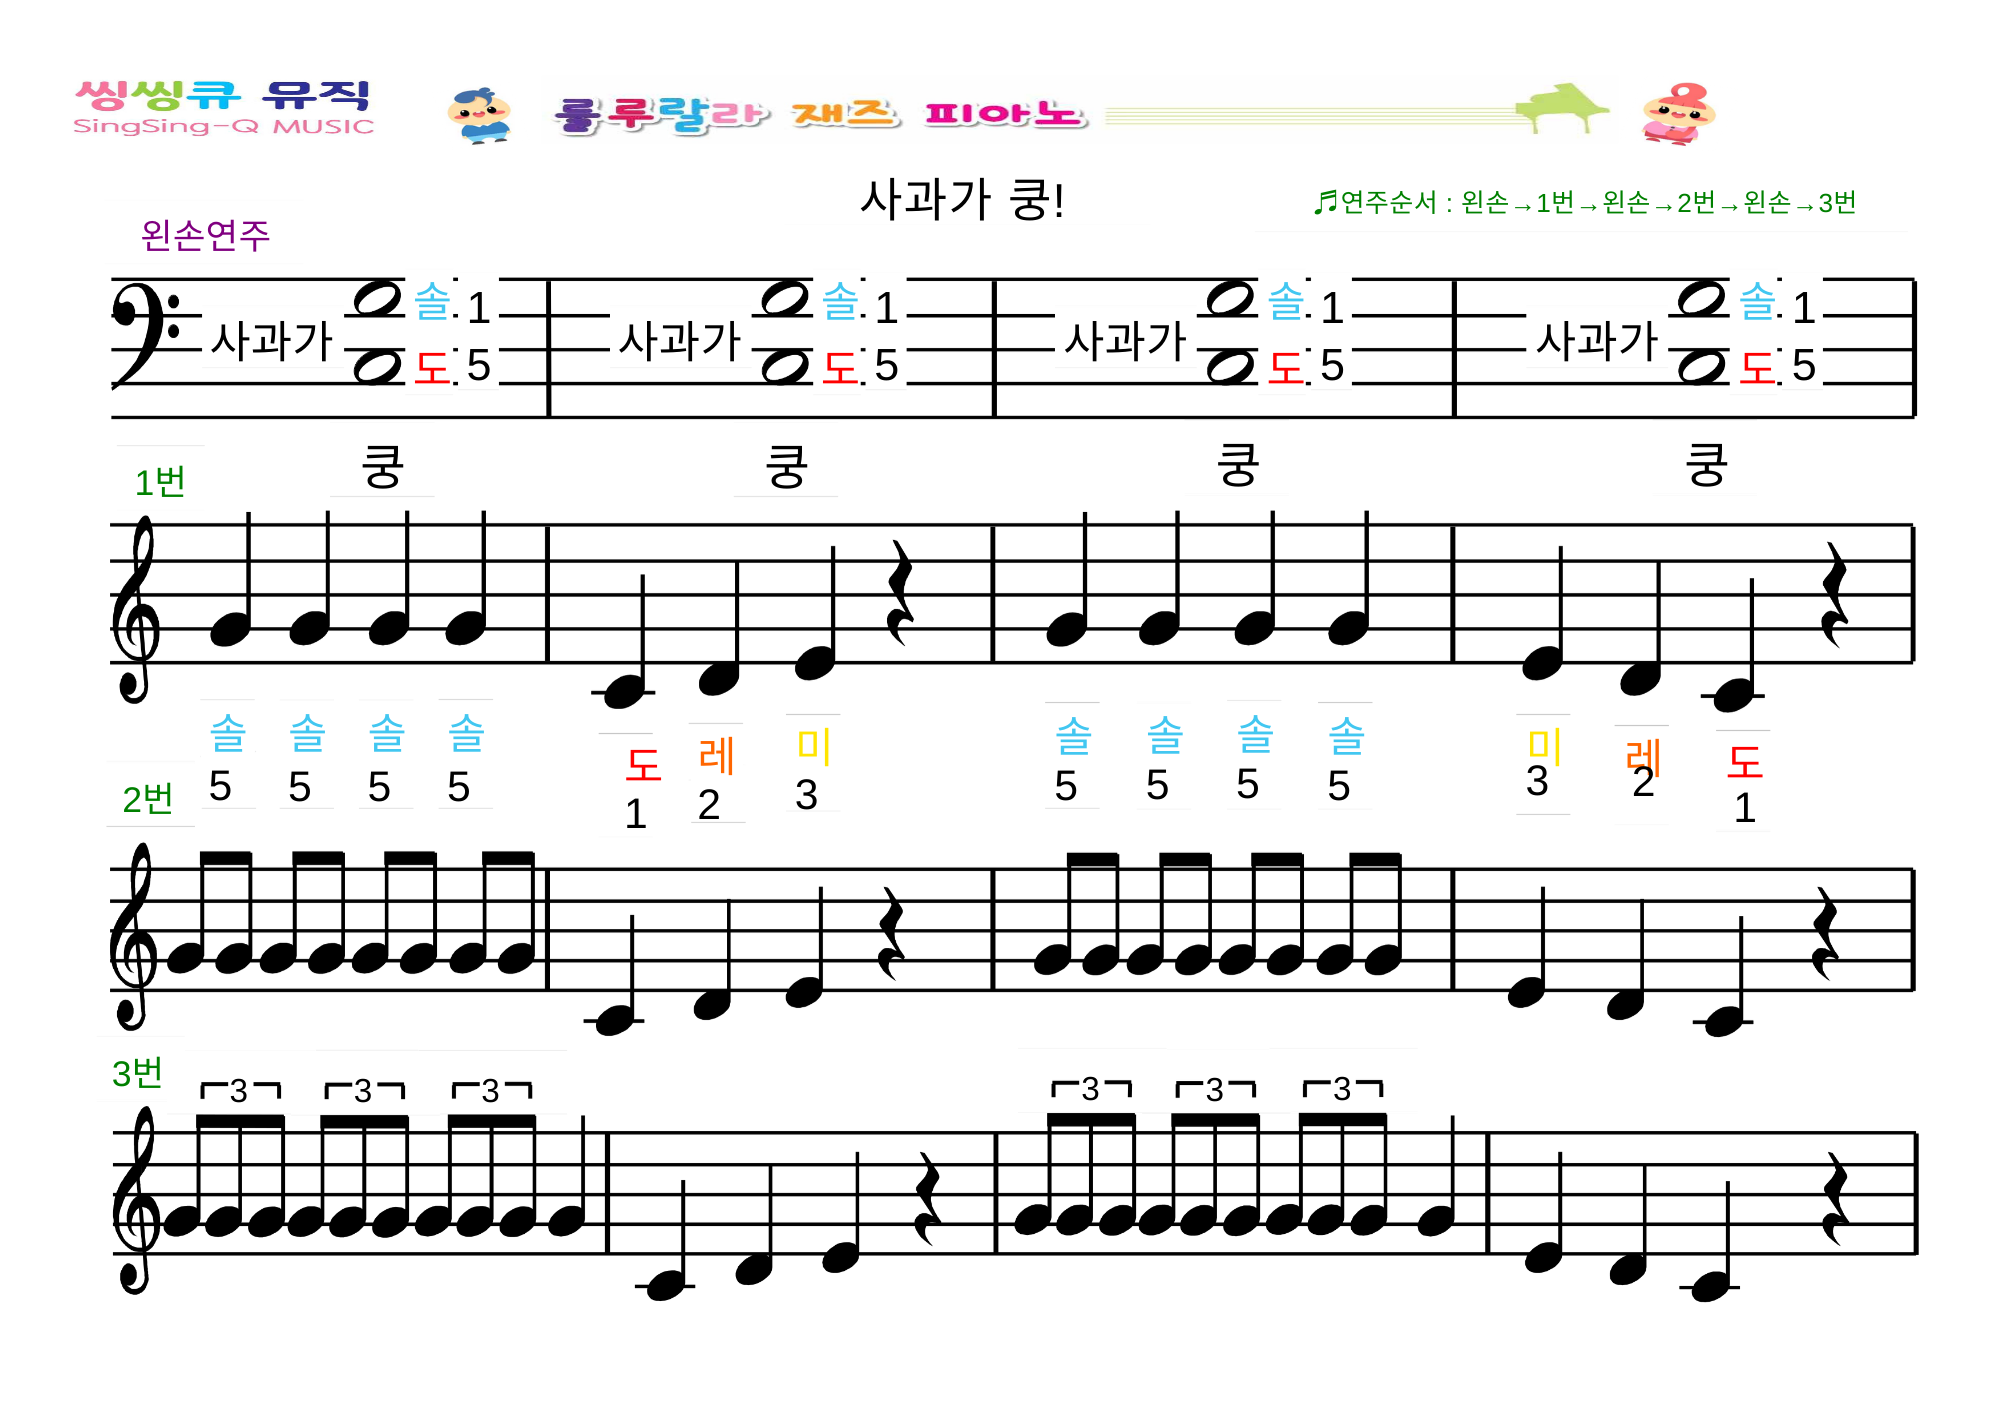 씽씽큐 뮤직
SingSing-Q MUSIC
룰루랄라 재즈 피아노
사과가 쿵!
♬연주순서 : 왼손→1번→왼손→2번→왼손→3번
왼손연주
솔 1 솔 1 솔 1 솔 1
사과가 사과가 사과가 사과가
도 5 도 5 도 5 도 5
쿵 쿵 쿵 쿵
1번
솔 솔 솔 솔 도 레 미 솔 솔 솔 솔 미 레 도
5 5 5 5 1 2 3 5 5 5 5 3 2 1
2번
3번
3 3 3 3 3 3